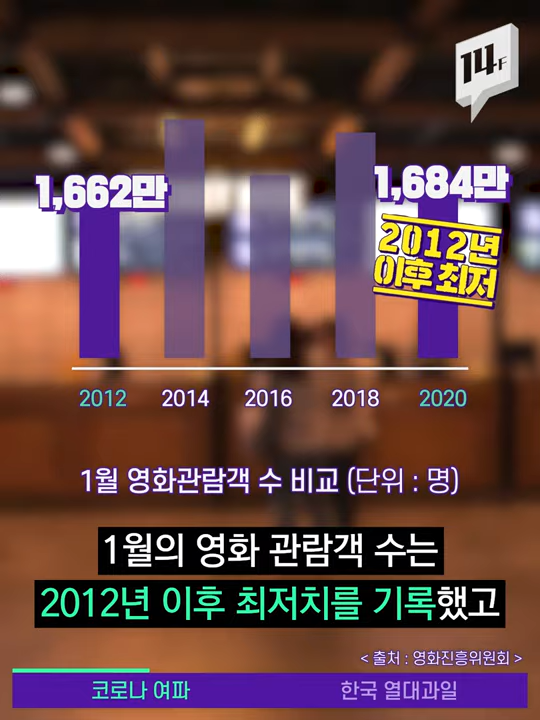 14F
1,662만
1,684만
2012년
이후 최저
2012 2014 2016 2018 2020
1월 영화관람객 수 비교 (단위 : 명)
1월의 영화 관람객 수는
2012년 이후 최저치를 기록했고
< 출처 : 영화진흥위원회 >
코로나 여파 한국 열대과일